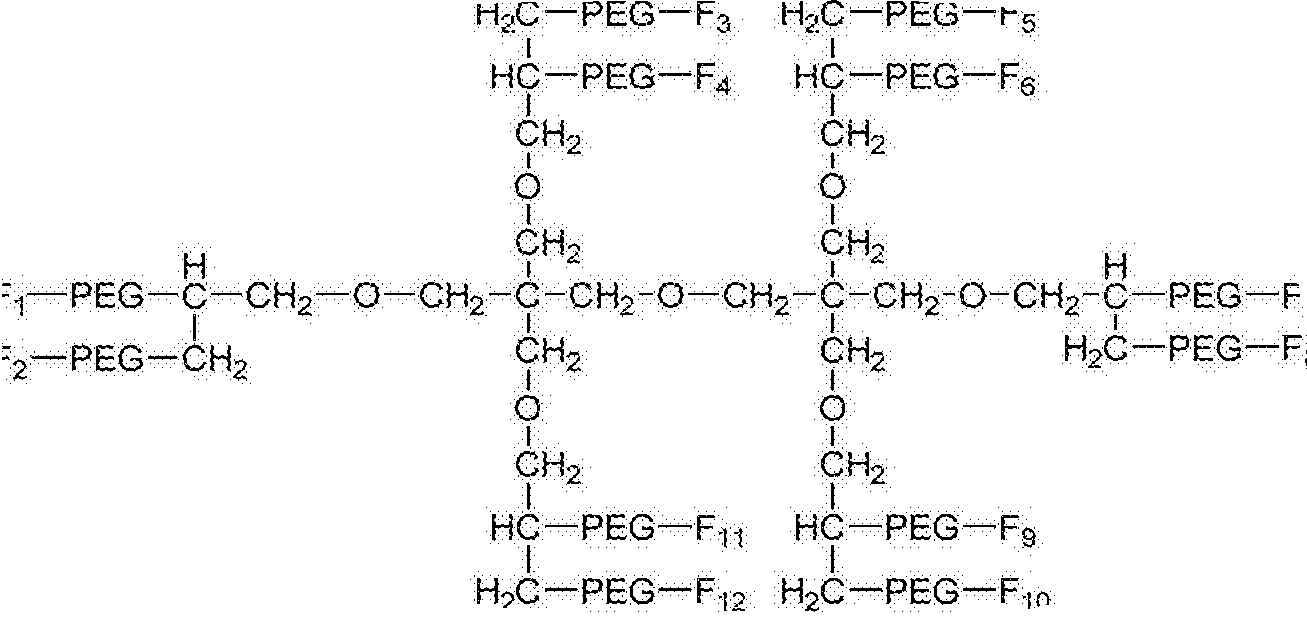 H₂C—PEG—F₃ H₂C—PEG—F₅
HC—PEG—F₄ HC—PEG—F₆
CH₂ CH₂
O O
CH₂ CH₂
H H
F₁—PEG—C—CH₂—O—CH₂—C—CH₂—O—CH₂—C—CH₂—O—CH₂—C—PEG—F
F₂—PEG—CH₂ CH₂ CH₂ H₂C—PEG—F
O O
CH₂ CH₂
HC—PEG—F₁₁ HC—PEG—F₉
H₂C—PEG—F₁₂ H₂C—PEG—F₁₀